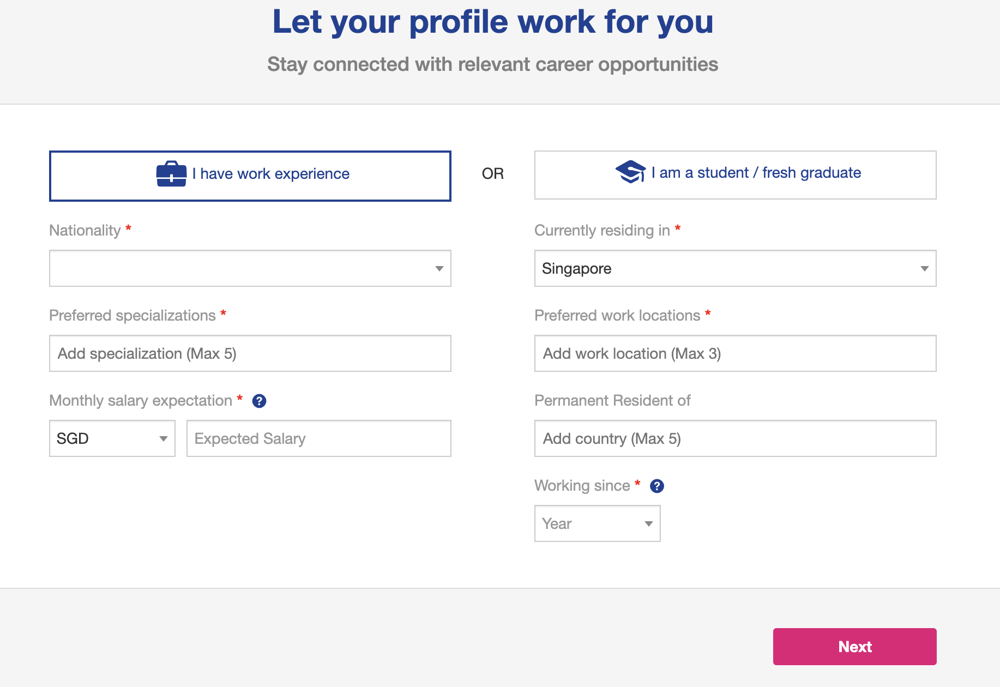 Let your profile work for you
Stay connected with relevant career opportunities
I have work experience
OR
I am a student / fresh graduate
Nationality *
Currently residing in *
Singapore
Preferred specializations *
Preferred work locations *
Add specialization (Max 5)
Add work location (Max 3)
Monthly salary expectation * ?
Permanent Resident of
SGD
Expected Salary
Add country (Max 5)
Working since * ?
Year
Next